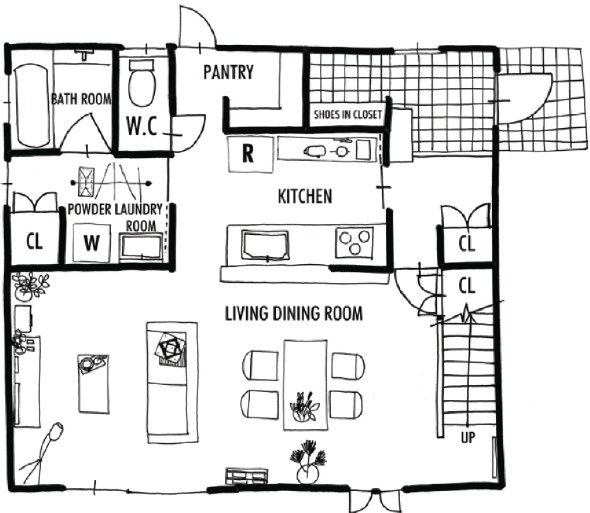 PANTRY
BATH ROOM
W.C
SHOES IN CLOSET
R
KITCHEN
POWDER LAUNDRY
ROOM
CL
W
CL
CL
LIVING DINING ROOM
UP